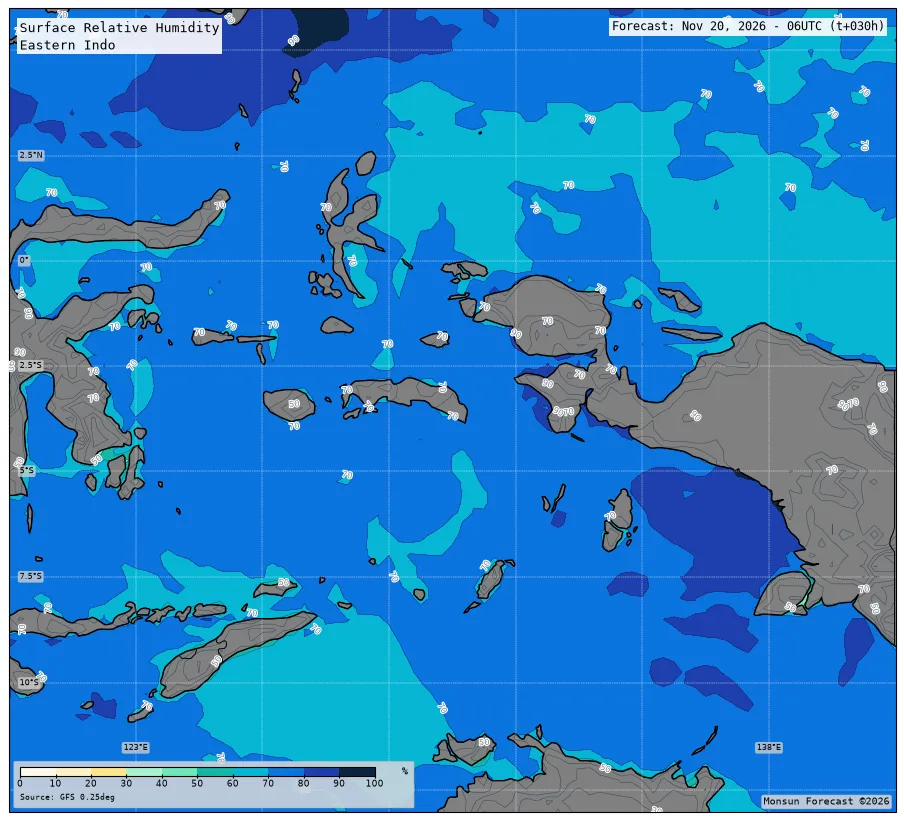 Surface Relative Humidity
Eastern Indo
Forecast: Nov 20, 2026 - 06UTC (t+030h)
2.5°N
0°
2.5°S
5°S
7.5°S
10°S
123°E
138°E
0 10 20 30 40 50 60 70 80 90 100
%
Source: GFS 0.25deg
Monsun Forecast ©2026